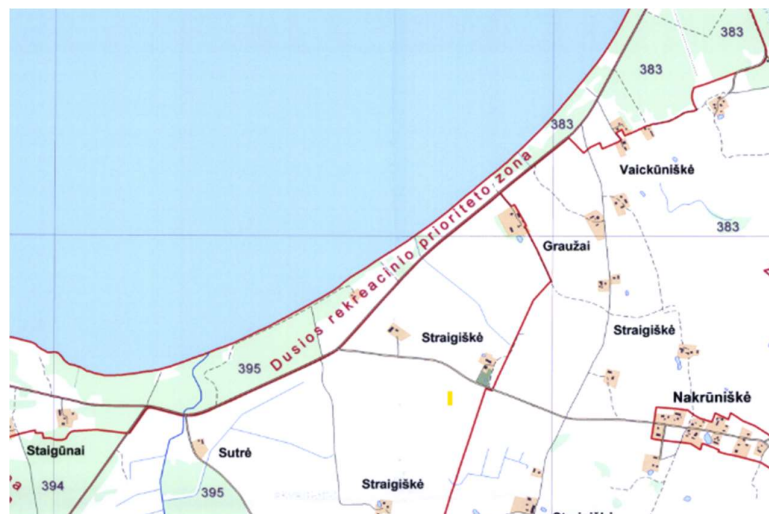 383
383
383
Vaickūniškė
Dusios rekreacinio prioriteto zona
383
Graužai
Straigiškė
Straigiškė
395
Nakrūniškė
Staigūnai
Sutrė
394
395
Straigiškė